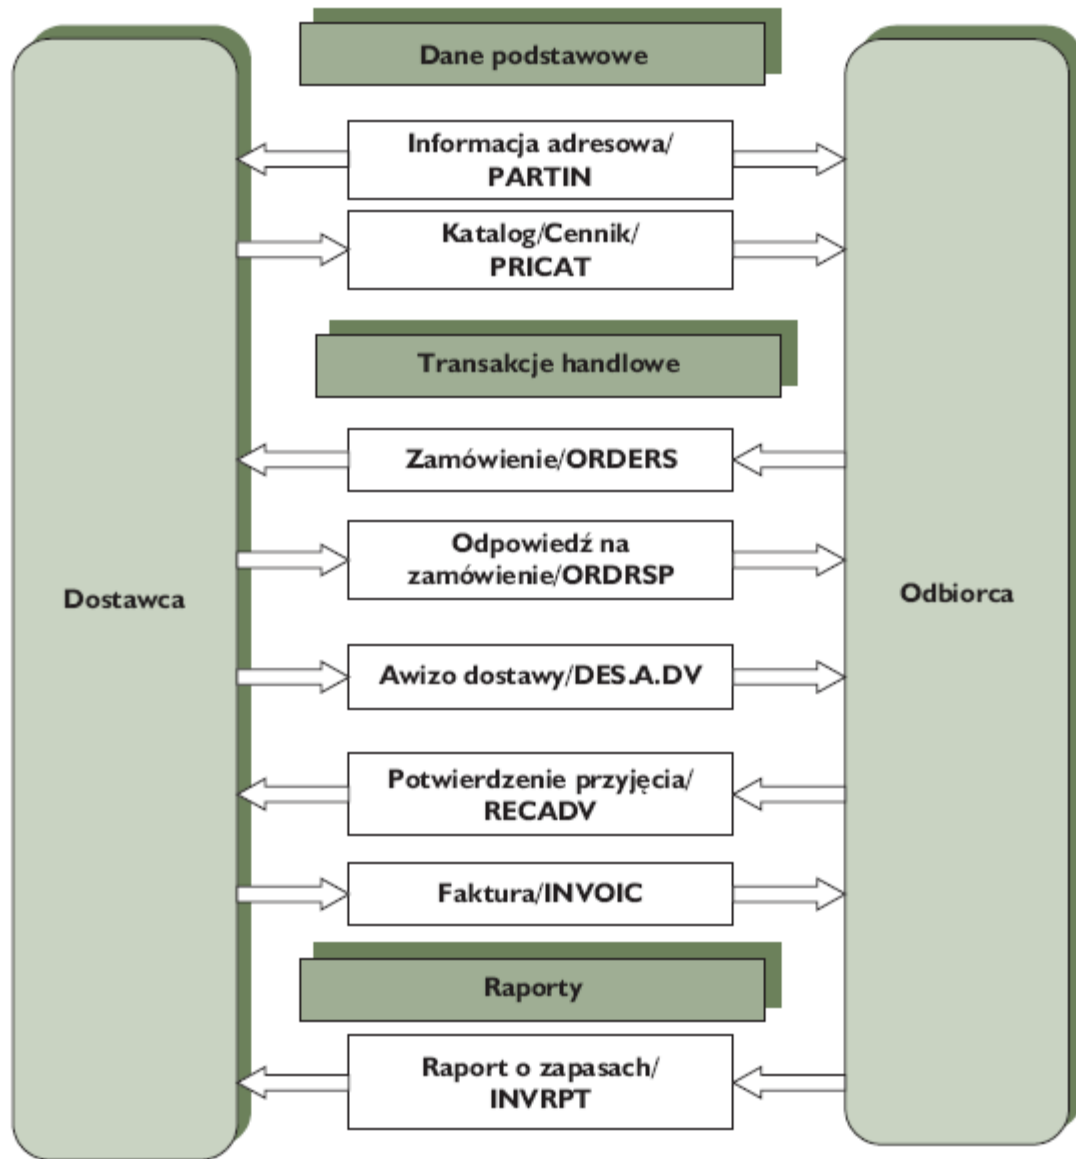 Dane podstawowe
Informacja adresowa/
PARTIN
Katalog/Cennik/
PRICAT
Transakcje handlowe
Zamówienie/ORDERS
Odpowiedź na
zamówienie/ORDRSP
Dostawca
Odbiorca
Awizo dostawy/DES.A.DV
Potwierdzenie przyjęcia/
RECADV
Faktura/INVOIC
Raporty
Raport o zapasach/
INVRPT